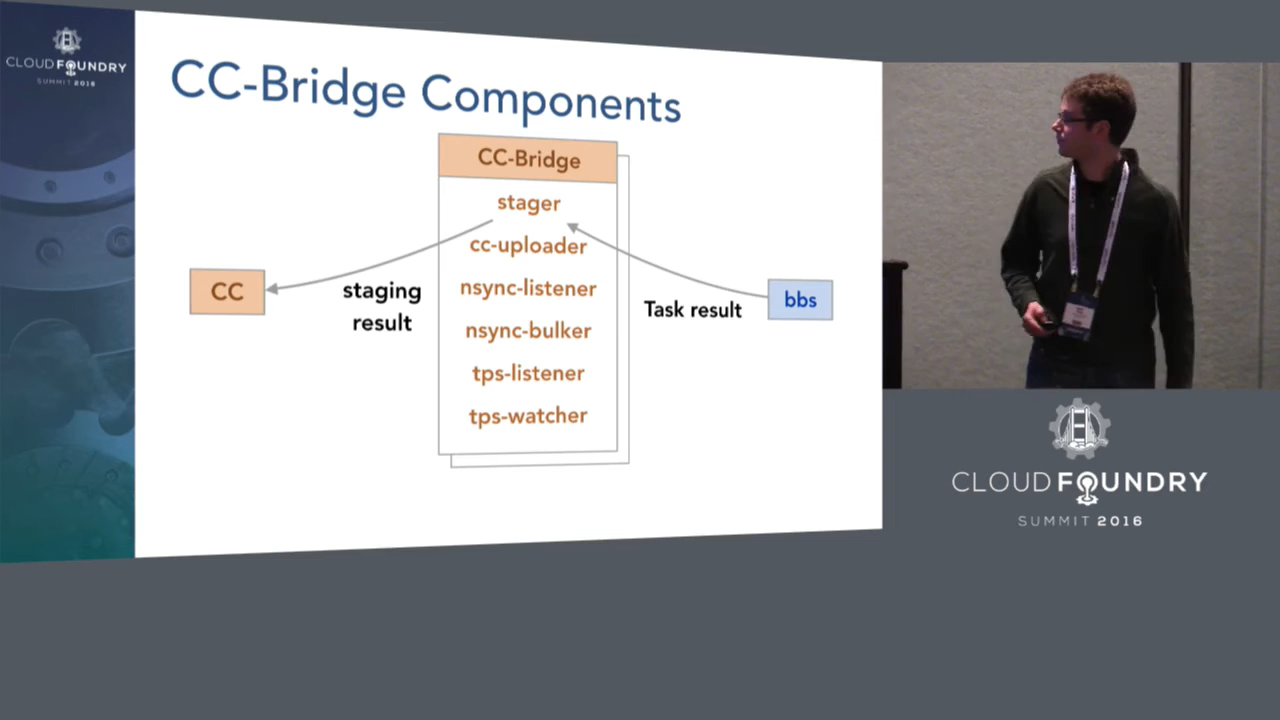 CLOUD FOUNDRY
SUMMIT 2016
CC-Bridge Components
CC-Bridge
stager
cc-uploader
nsync-listener
nsync-bulker
tps-listener
tps-watcher
CC
staging
result
Task result
bbs
CLOUD FOUNDRY
SUMMIT 2016